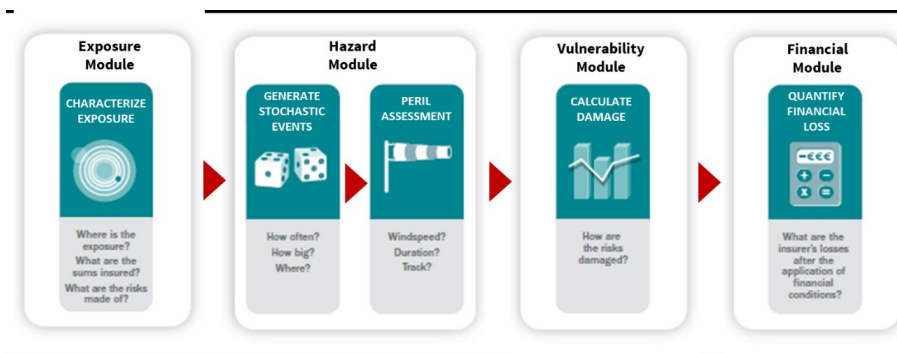 Exposure
Module
CHARACTERIZE
EXPOSURE
Where is the
exposure?
What are the
sums insured?
What are the risks
made of?
Hazard
Module
GENERATE
STOCHASTIC
EVENTS
How often?
How big?
Where?
PERIL
ASSESSMENT
Windspeed?
Duration?
Track?
Vulnerability
Module
CALCULATE
DAMAGE
How are
the risks
damaged?
Financial
Module
QUANTIFY
FINANCIAL
LOSS
-€€€
+ -
x =
What are the
insurer's losses
after the
application of
financial
conditions?